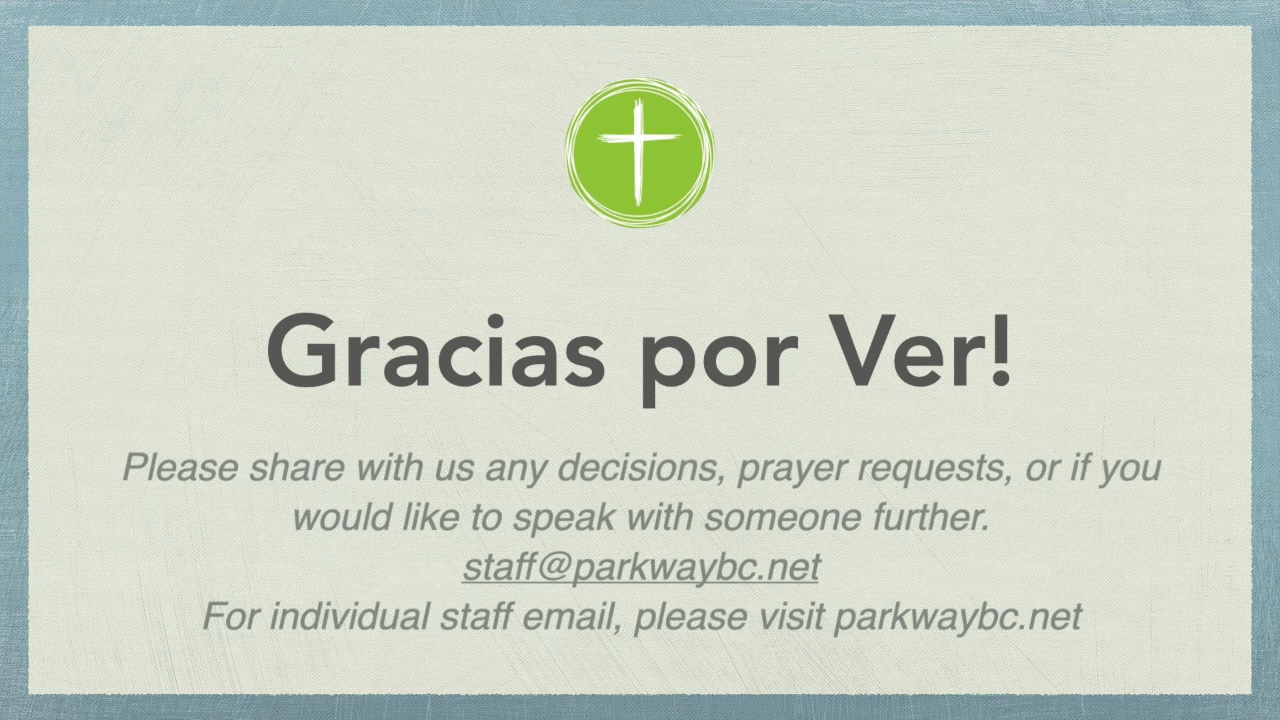 Gracias por Ver!
Please share with us any decisions, prayer requests, or if you
would like to speak with someone further.
staff@parkwaybc.net
For individual staff email, please visit parkwaybc.net